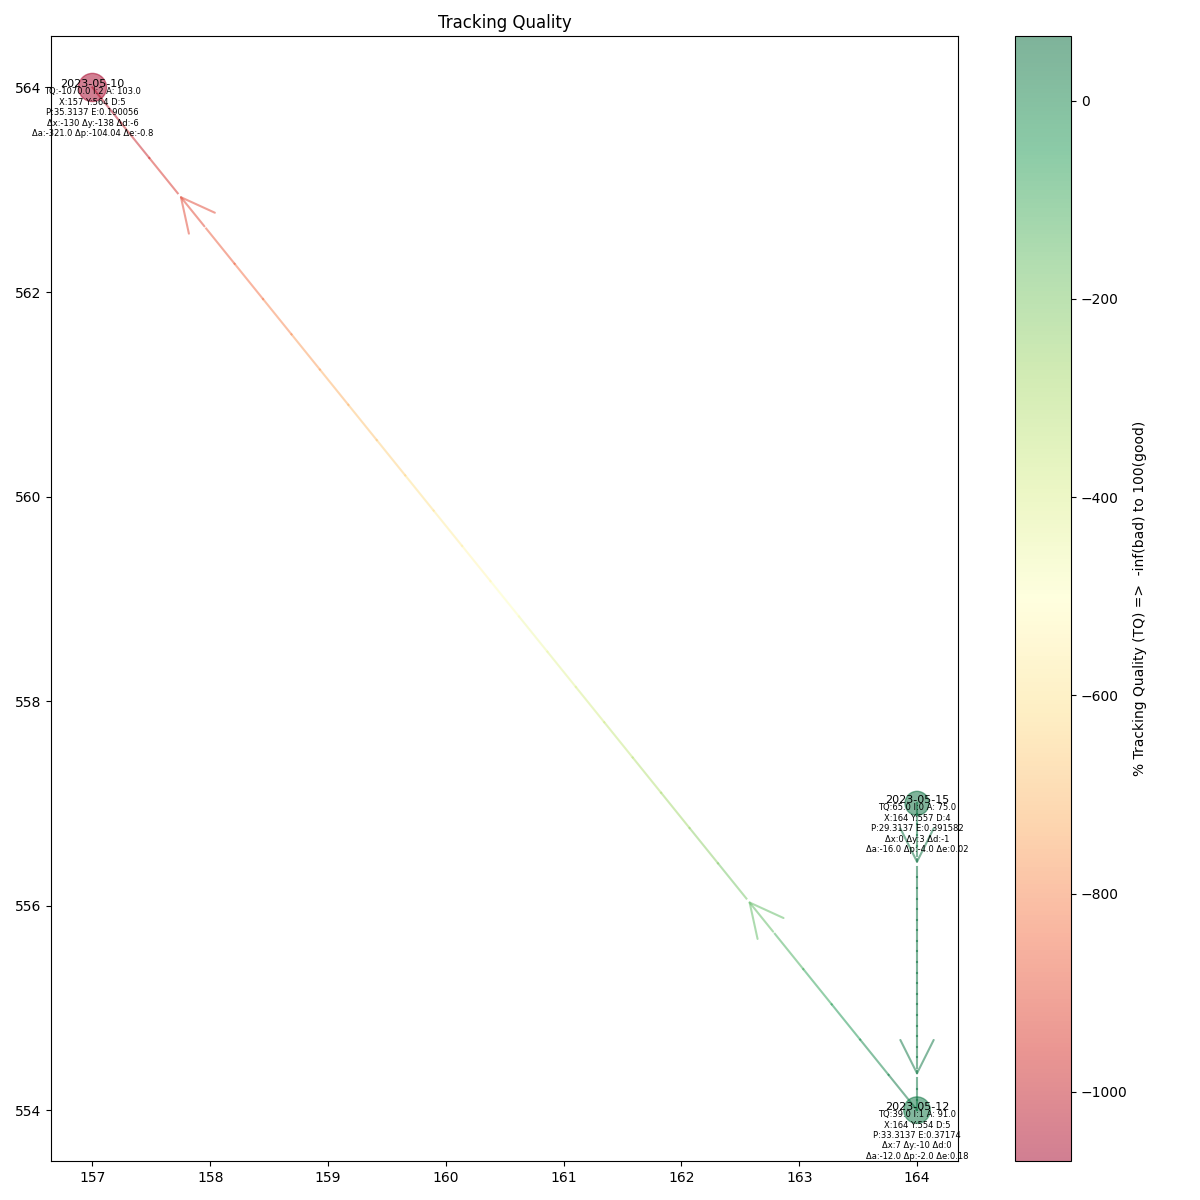 Tracking Quality
564
562
560
558
556
554
157
158
159
160
161
162
163
164
2023-05-10
TQ:-1070.0 I:2 A: 103.0
X:157 Y:564 D:5
P:35.3137 E:0.190056
Δx:-130 Δy:-138 Δd:-6
Δa:-321.0 Δp:-104.04 Δe:-0.8
2023-05-15
TQ:65.0 I:0 A: 75.0
X:164 Y:557 D:4
P:29.3137 E:0.391582
Δx:0 Δy:3 Δd:-1
Δa:-16.0 Δp:-4.0 Δe:0.02
2023-05-12
TQ:39.0 I:1 A: 91.0
X:164 Y:554 D:5
P:33.3137 E:0.37174
Δx:7 Δy:-10 Δd:0
Δa:-12.0 Δp:-2.0 Δe:0.18
0
−200
−400
−600
−800
−1000
% Tracking Quality (TQ) => -inf(bad) to 100(good)